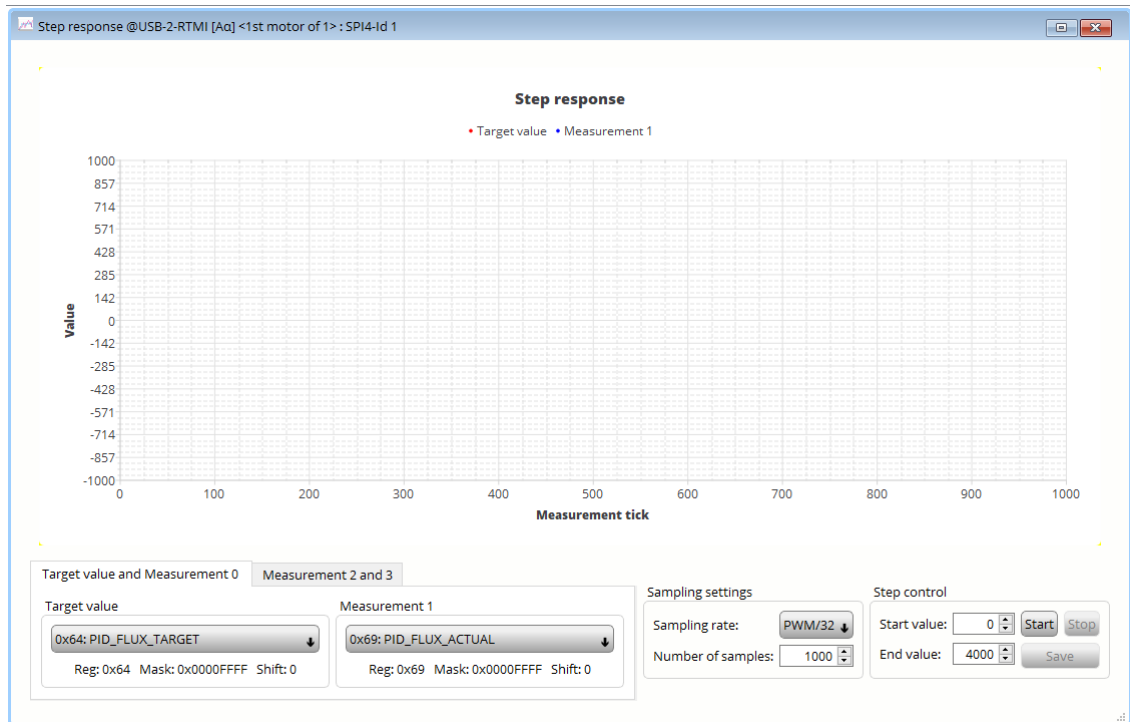 Step response @USB-2-RTMI [Aα] <1st motor of 1> : SPI4-Id 1
Step response
Target value Measurement 1
1000
857
714
571
428
285
142
0
-142
-285
-428
-571
-714
-857
-1000
Value
0 100 200 300 400 500 600 700 800 900 1000
Measurement tick
Target value and Measurement 0 Measurement 2 and 3
Target value Measurement 1
0x64: PID_FLUX_TARGET 0x69: PID_FLUX_ACTUAL
Reg: 0x64 Mask: 0x0000FFFF Shift: 0 Reg: 0x69 Mask: 0x0000FFFF Shift: 0
Sampling settings
Sampling rate: PWM/32
Number of samples: 1000
Step control
Start value: 0 Start Stop
End value: 4000 Save